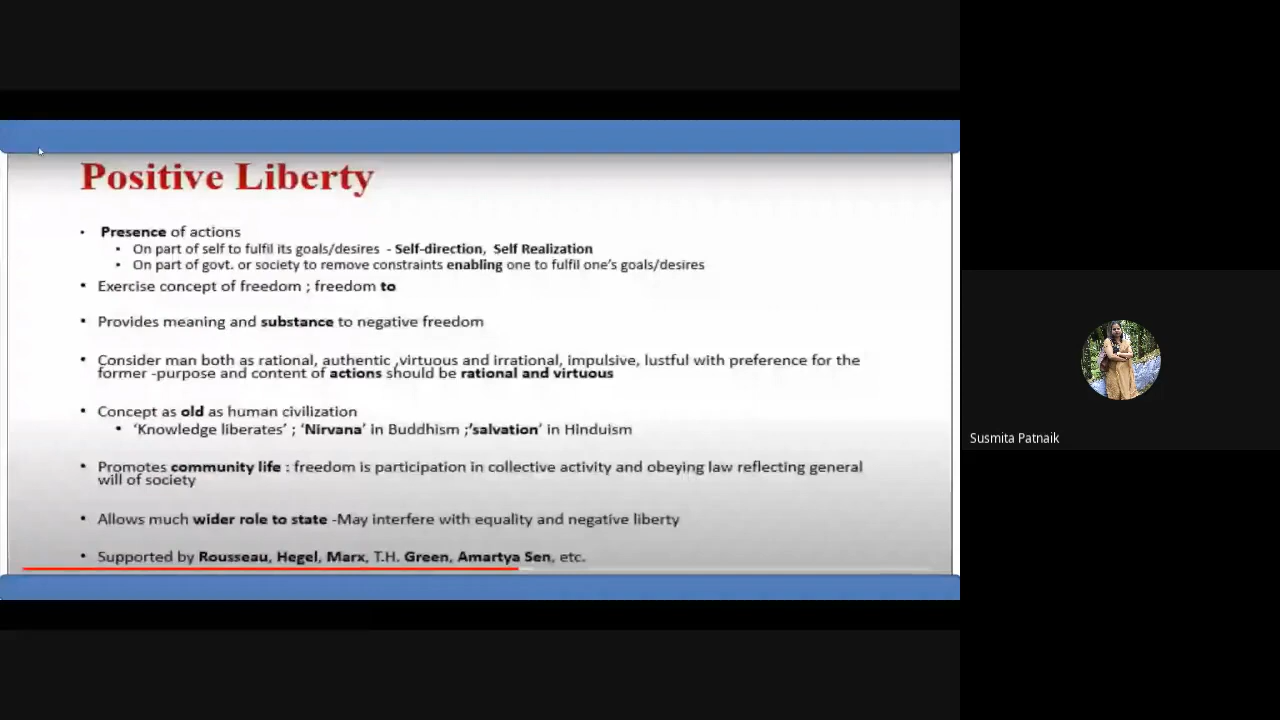 Positive Liberty
• Presence of actions
• On part of self to fulfil its goals/desires - Self-direction, Self Realization
• On part of govt. or society to remove constraints enabling one to fulfil one's goals/desires
• Exercise concept of freedom ; freedom to
• Provides meaning and substance to negative freedom
• Consider man both as rational, authentic ,virtuous and irrational, impulsive, lustful with preference for the
former -purpose and content of actions should be rational and virtuous
• Concept as old as human civilization
• 'Knowledge liberates' ; 'Nirvana' in Buddhism ;'salvation' in Hinduism
• Promotes community life : freedom is participation in collective activity and obeying law reflecting general
will of society
• Allows much wider role to state -May interfere with equality and negative liberty
• Supported by Rousseau, Hegel, Marx, T.H. Green, Amartya Sen, etc.
Susmita Patnaik